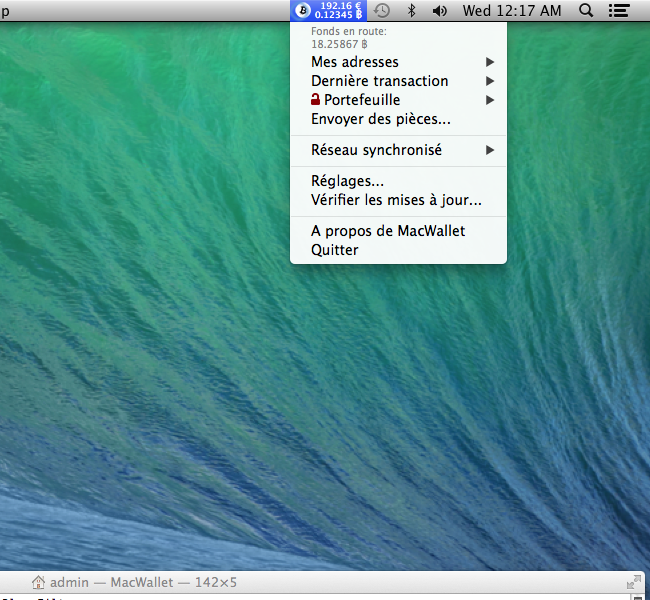 p
192.16 €
0.12345 ฿
Wed 12:17 AM
Fonds en route:
18.25867 ฿
Mes adresses
Dernière transaction
Portefeuille
Envoyer des pièces...
Réseau synchronisé
Réglages...
Vérifier les mises à jour...
A propos de MacWallet
Quitter
admin — MacWallet — 142×5